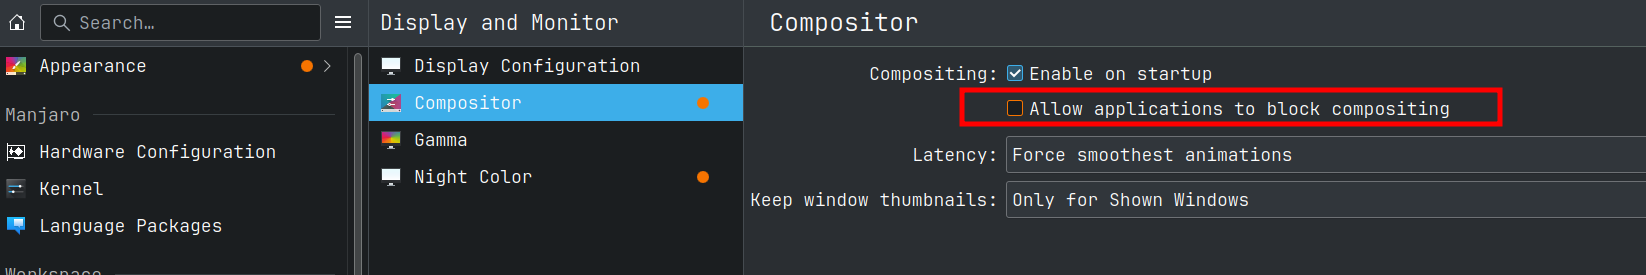 Search...
Appearance
Manjaro
Hardware Configuration
Kernel
Language Packages
Workspace
Display and Monitor
Display Configuration
Compositor
Gamma
Night Color
Compositor
Compositing: Enable on startup
Allow applications to block compositing
Latency: Force smoothest animations
Keep window thumbnails: Only for Shown Windows